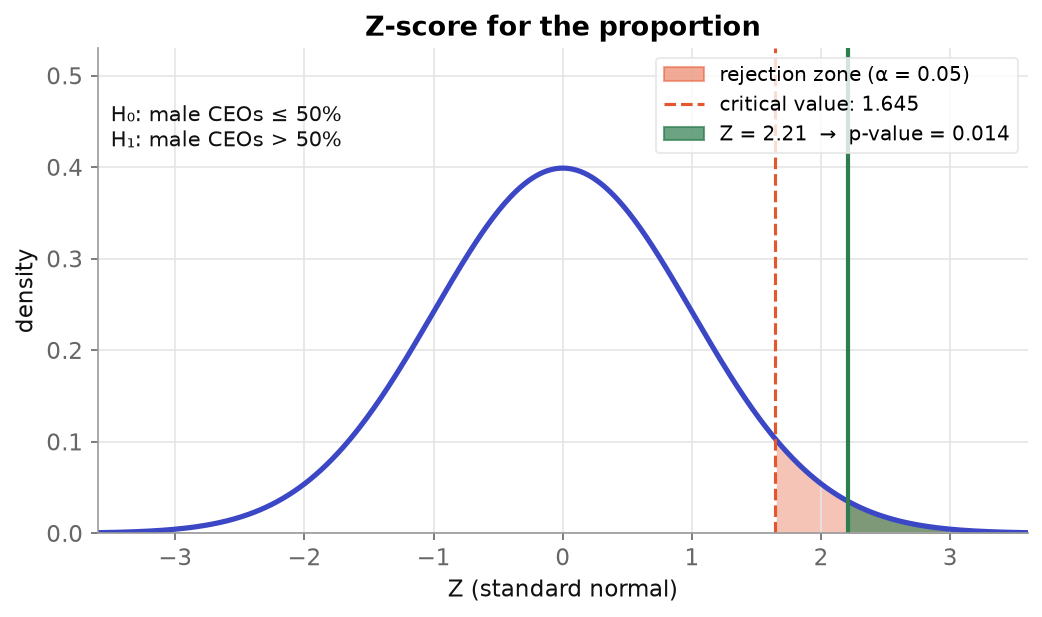 Z-score for the proportion
rejection zone (α = 0.05)
critical value: 1.645
Z = 2.21 → p-value = 0.014
H₀: male CEOs ≤ 50%
H₁: male CEOs > 50%
density
0.5
0.4
0.3
0.2
0.1
0.0
−3 −2 −1 0 1 2 3
Z (standard normal)